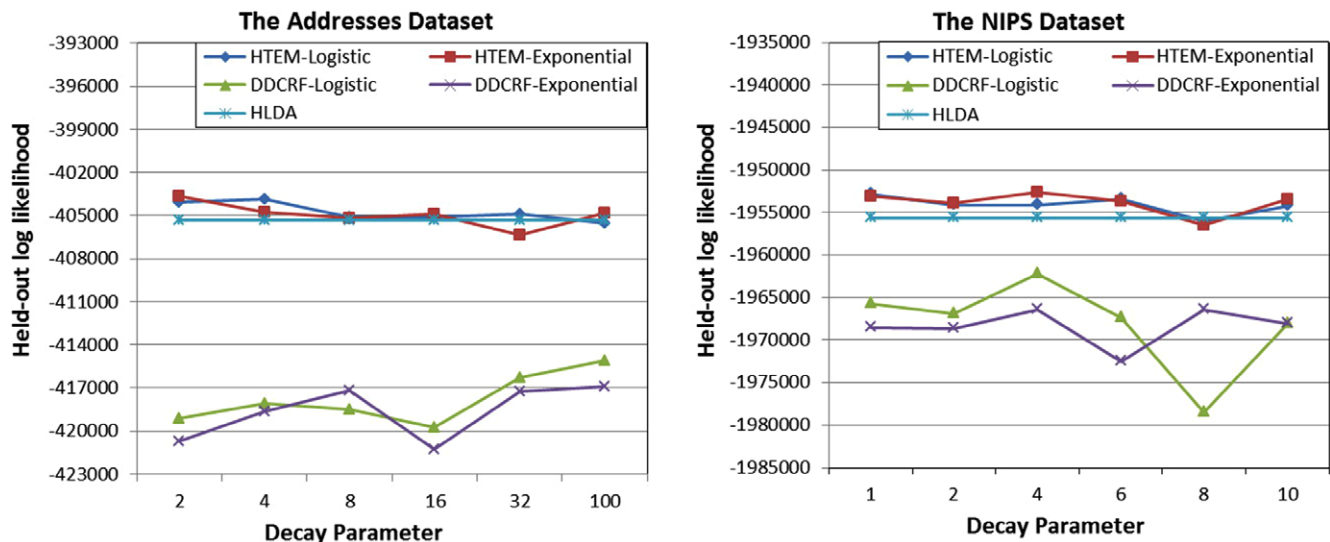 The Addresses Dataset
Held-out log likelihood
-393000
-396000
-399000
-402000
-405000
-408000
-411000
-414000
-417000
-420000
-423000
HTEM-Logistic
HTEM-Exponential
DDCRF-Logistic
DDCRF-Exponential
HLDA
2 4 8 16 32 100
Decay Parameter
The NIPS Dataset
Held-out log likelihood
-1935000
-1940000
-1945000
-1950000
-1955000
-1960000
-1965000
-1970000
-1975000
-1980000
-1985000
HTEM-Logistic
HTEM-Exponential
DDCRF-Logistic
DDCRF-Exponential
HLDA
1 2 4 6 8 10
Decay Parameter